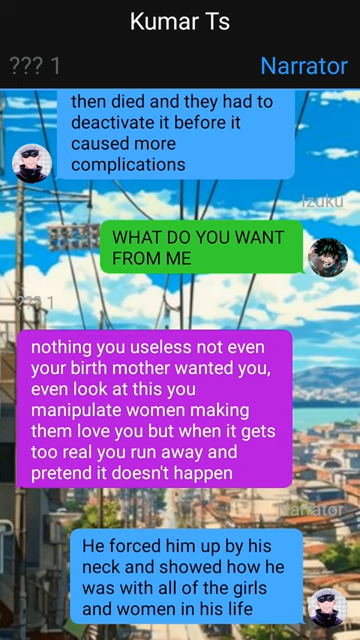 Kumar Ts
??? 1
Narrator
then died and they had to
deactivate it before it
caused more
complications
Izuku
WHAT DO YOU WANT
FROM ME
??? 1
nothing you useless not even
your birth mother wanted you,
even look at this you
manipulate women making
them love you but when it gets
too real you run away and
pretend it doesn't happen
Narrator
He forced him up by his
neck and showed how he
was with all of the girls
and women in his life